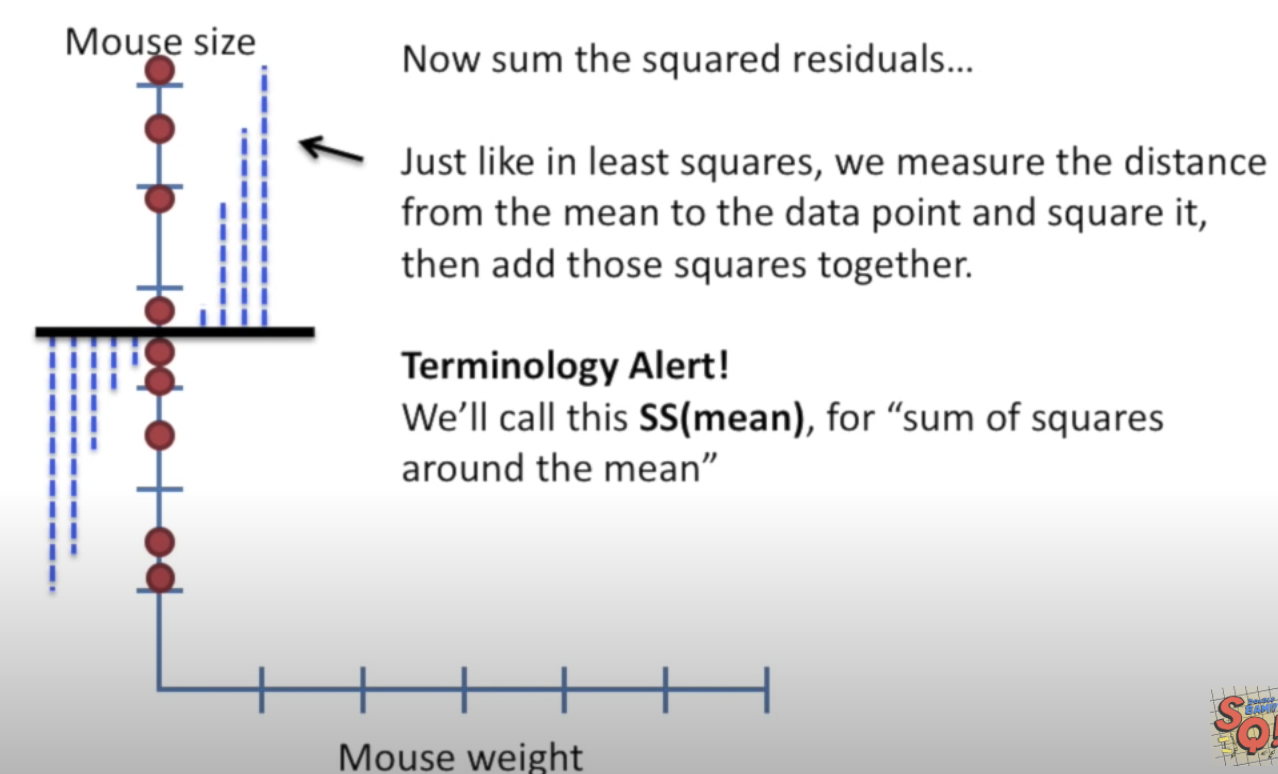 Mouse size
Now sum the squared residuals...
Just like in least squares, we measure the distance
from the mean to the data point and square it,
then add those squares together.
Terminology Alert!
We’ll call this SS(mean), for “sum of squares
around the mean”
Mouse weight
SQ!